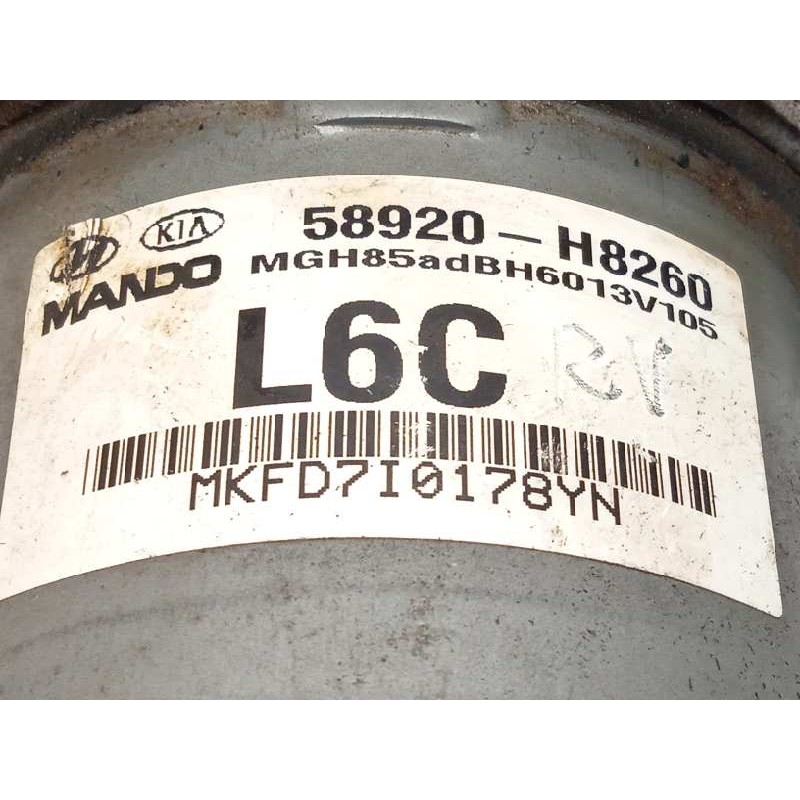 H KIA 58920-H8260
MANDO MGH85adBH6013V105
L6C
MKFD7I0178YN